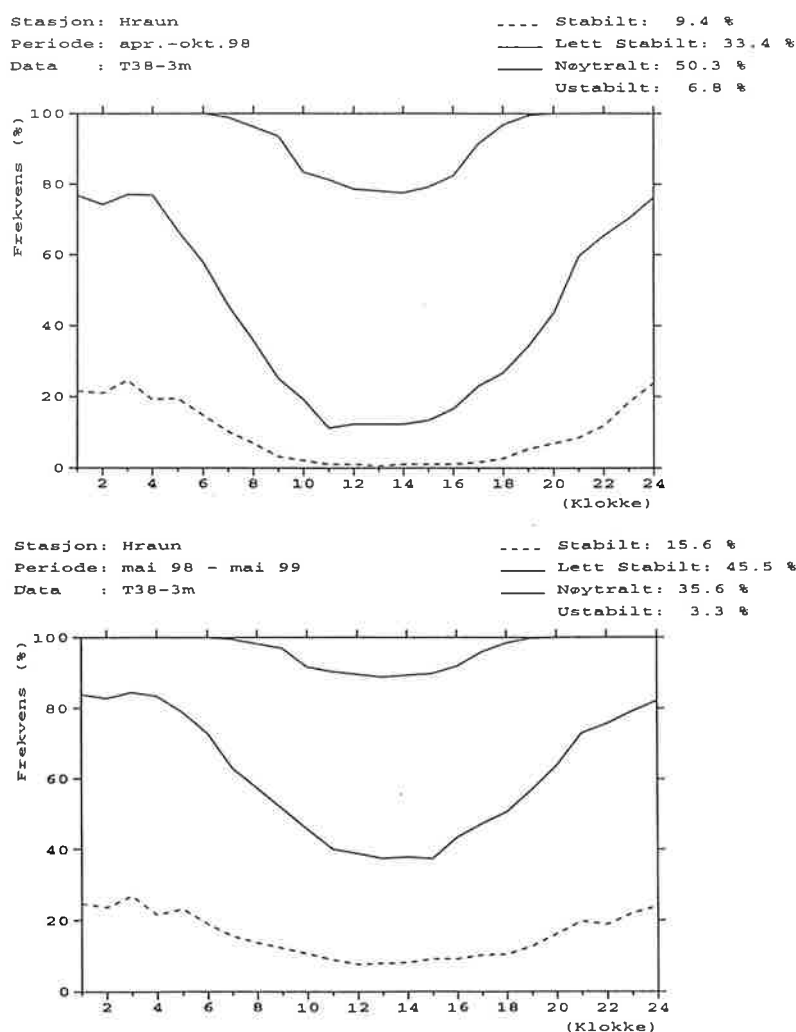 Stasjon: Hraun
Periode: apr.-okt.98
Data : T38-3m
Stabilt: 9.4 %
Lett Stabilt: 33.4 %
Nøytralt: 50.3 %
Ustabilt: 6.8 %
Frekvens (%)
100
80
60
40
20
0
2 4 6 8 10 12 14 16 18 20 22 24
(Klokke)
Stasjon: Hraun
Periode: mai 98 - mai 99
Data : T38-3m
Stabilt: 15.6 %
Lett Stabilt: 45.5 %
Nøytralt: 35.6 %
Ustabilt: 3.3 %
Frekvens (%)
100
80
60
40
20
0
2 4 6 8 10 12 14 16 18 20 22 24
(Klokke)